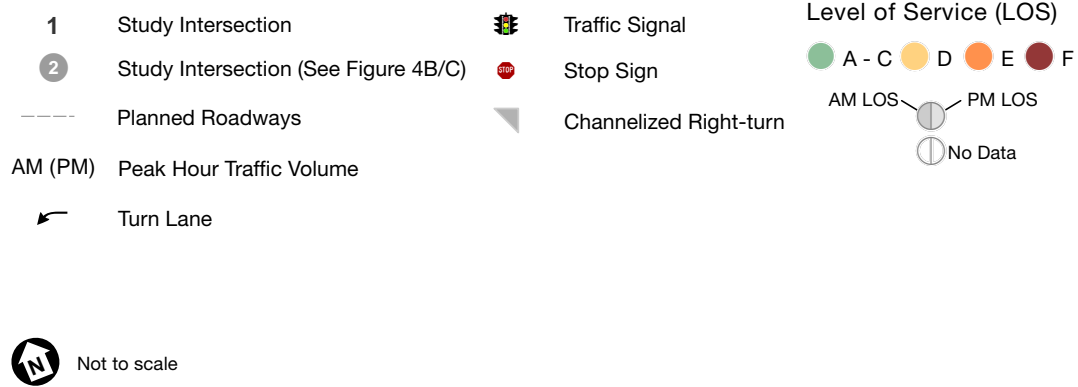 1 Study Intersection
2 Study Intersection (See Figure 4B/C)
Planned Roadways
AM (PM) Peak Hour Traffic Volume
Turn Lane
Traffic Signal
STOP Stop Sign
Channelized Right-turn
Level of Service (LOS)
A - C D E F
AM LOS PM LOS
No Data
N Not to scale